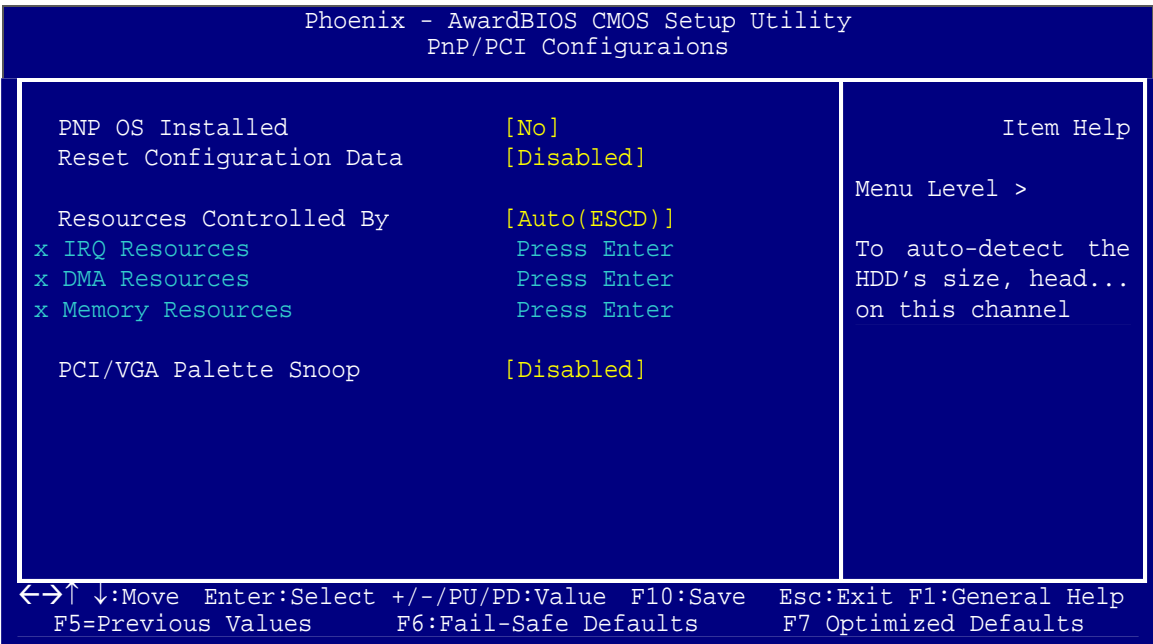 Phoenix - AwardBIOS CMOS Setup Utility
PnP/PCI Configuraions
PNP OS Installed [No]
Reset Configuration Data [Disabled]
Resources Controlled By [Auto(ESCD)]
x IRQ Resources Press Enter
x DMA Resources Press Enter
x Memory Resources Press Enter
PCI/VGA Palette Snoop [Disabled]
Item Help
Menu Level >
To auto-detect the
HDD's size, head...
on this channel
←→↑ ↓:Move Enter:Select +/-/PU/PD:Value F10:Save Esc:Exit F1:General Help
F5=Previous Values F6:Fail-Safe Defaults F7 Optimized Defaults